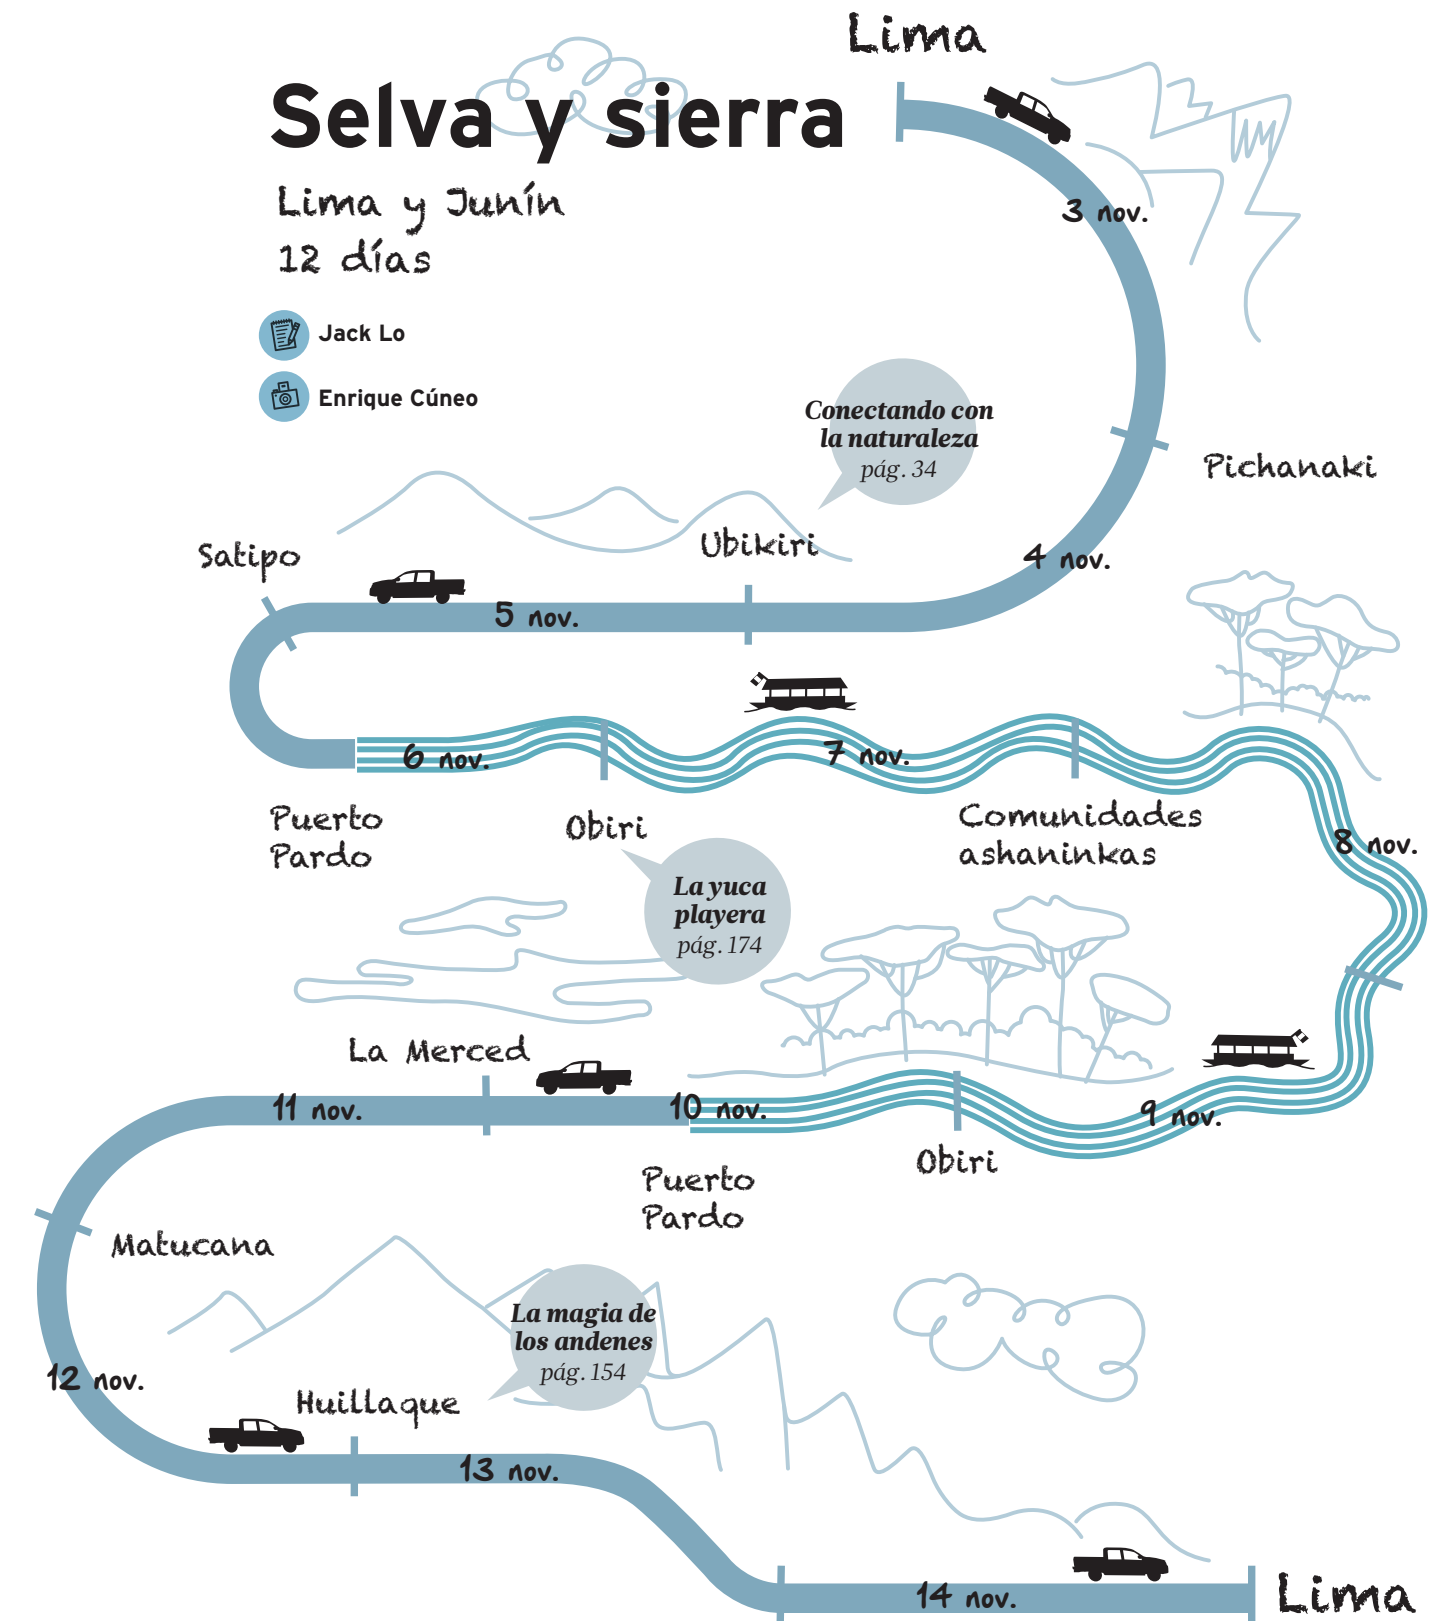 Lima
Selva y sierra
Lima y Junín
12 días
Jack Lo
Enrique Cúneo
3 nov.
Conectando con
la naturaleza
pág. 34
Pichanaki
4 nov.
Ubikiri
Satipo
5 nov.
6 nov.
7 nov.
Puerto
Pardo
Obiri
Comunidades
ashaninkas
8 nov.
La yuca
playera
pág. 174
La Merced
11 nov.
10 nov.
9 nov.
Obiri
Puerto
Pardo
Matucana
La magia de
los andenes
pág. 154
12 nov.
Huillaque
13 nov.
14 nov.
Lima